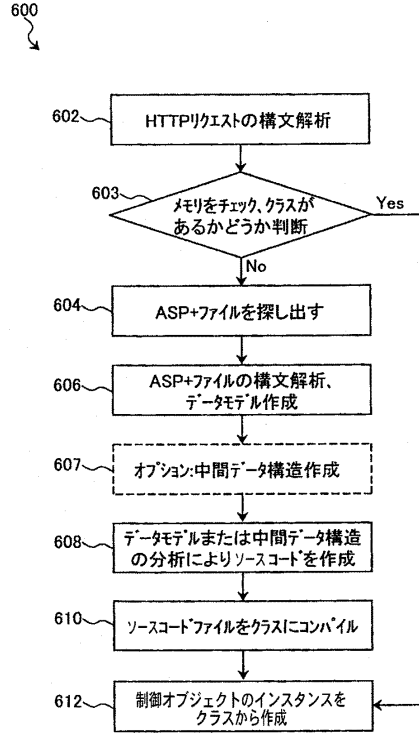 600
602
HTTPリクエストの構文解析
603
メモリをチェック、クラスが
あるかどうか判断
Yes
No
604
ASP+ファイルを探し出す
606
ASP+ファイルの構文解析、
データモデル作成
607
オプション:中間データ構造作成
608
データモデルまたは中間データ構造
の分析によりソースコードを作成
610
ソースコードファイルをクラスにコンパイル
612
制御オブジェクトのインスタンスを
クラスから作成